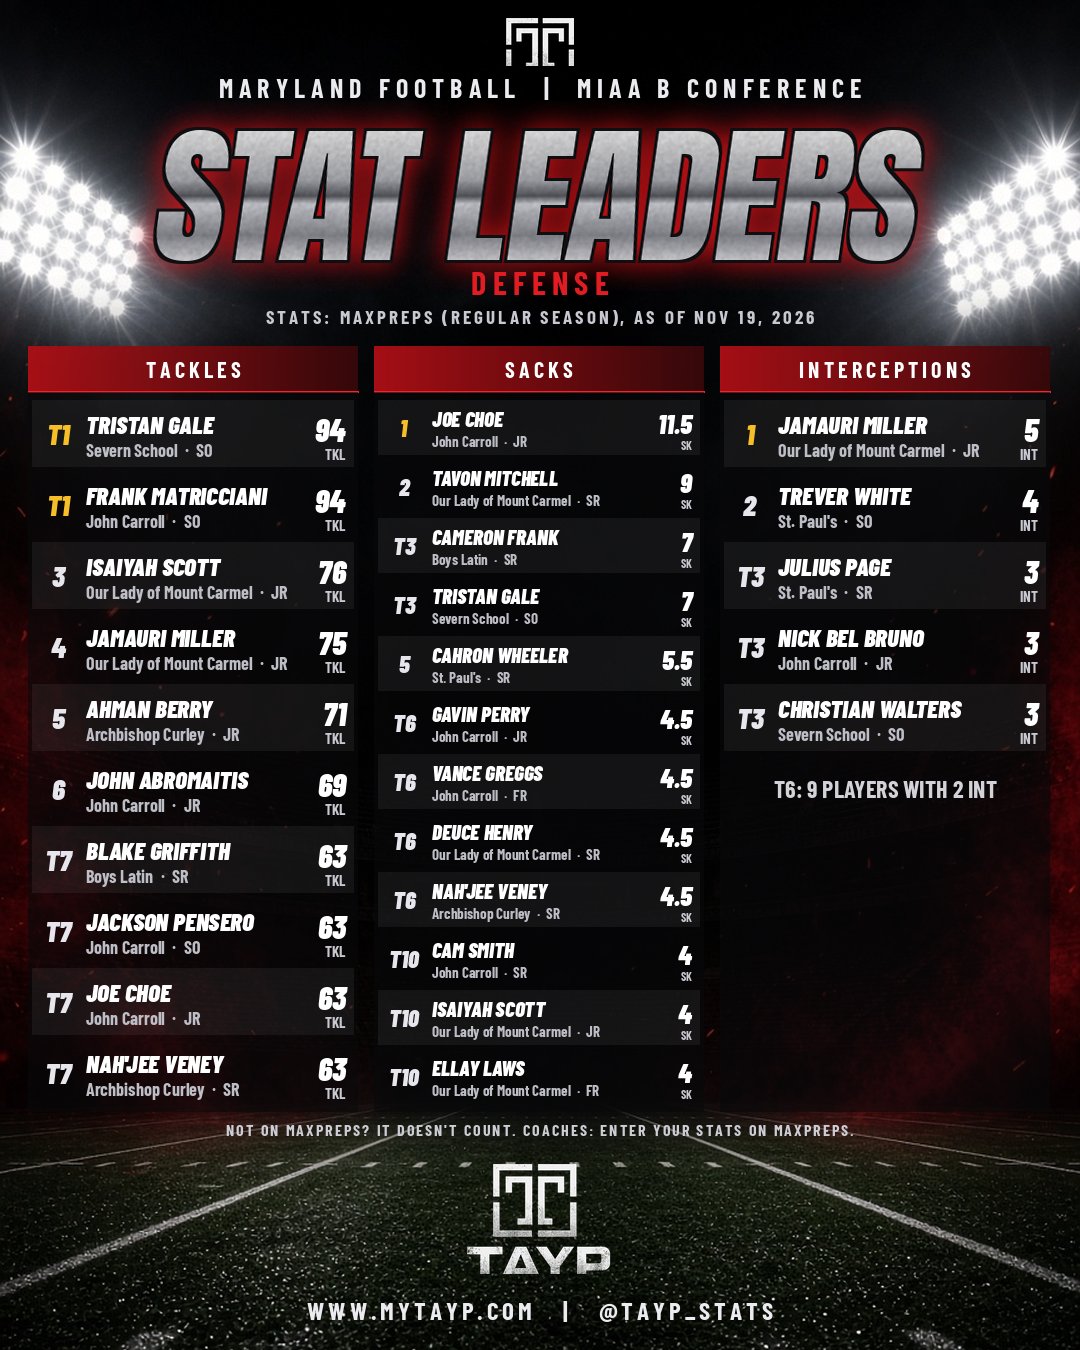 MARYLAND FOOTBALL | MIAA B CONFERENCE
STAT LEADERS
DEFENSE
STATS: MAXPREPS (REGULAR SEASON), AS OF NOV 19, 2026
TACKLES
T1 TRISTAN GALE 94
Severn School · SO TKL
T1 FRANK MATRICCIANI 94
John Carroll · SO TKL
3 ISAIYAH SCOTT 76
Our Lady of Mount Carmel · JR TKL
4 JAMAURI MILLER 75
Our Lady of Mount Carmel · JR TKL
5 AHMAN BERRY 71
Archbishop Curley · JR TKL
6 JOHN ABROMAITIS 69
John Carroll · JR TKL
T7 BLAKE GRIFFITH 63
Boys Latin · SR TKL
T7 JACKSON PENSERO 63
John Carroll · SO TKL
T7 JOE CHOE 63
John Carroll · JR TKL
T7 NAH'JEE VENEY 63
Archbishop Curley · SR TKL
SACKS
1 JOE CHOE 11.5
John Carroll · JR SK
2 TAVON MITCHELL 9
Our Lady of Mount Carmel · SR SK
T3 CAMERON FRANK 7
Boys Latin · SR SK
T3 TRISTAN GALE 7
Severn School · SO SK
5 CAHRON WHEELER 5.5
St. Paul's · SR SK
T6 GAVIN PERRY 4.5
John Carroll · JR SK
T6 VANCE GREGGS 4.5
John Carroll · FR SK
T6 DEUCE HENRY 4.5
Our Lady of Mount Carmel · SR SK
T6 NAH'JEE VENEY 4.5
Archbishop Curley · SR SK
T10 CAM SMITH 4
John Carroll · SR SK
T10 ISAIYAH SCOTT 4
Our Lady of Mount Carmel · JR SK
T10 ELLAY LAWS 4
Our Lady of Mount Carmel · FR SK
INTERCEPTIONS
1 JAMAURI MILLER 5
Our Lady of Mount Carmel · JR INT
2 TREVER WHITE 4
St. Paul's · SO INT
T3 JULIUS PAGE 3
St. Paul's · SR INT
T3 NICK BEL BRUNO 3
John Carroll · JR INT
T3 CHRISTIAN WALTERS 3
Severn School · SO INT
T6: 9 PLAYERS WITH 2 INT
NOT ON MAXPREPS? IT DOESN'T COUNT. COACHES: ENTER YOUR STATS ON MAXPREPS.
TAYP
WWW.MYTAYP.COM | @TAYP_STATS